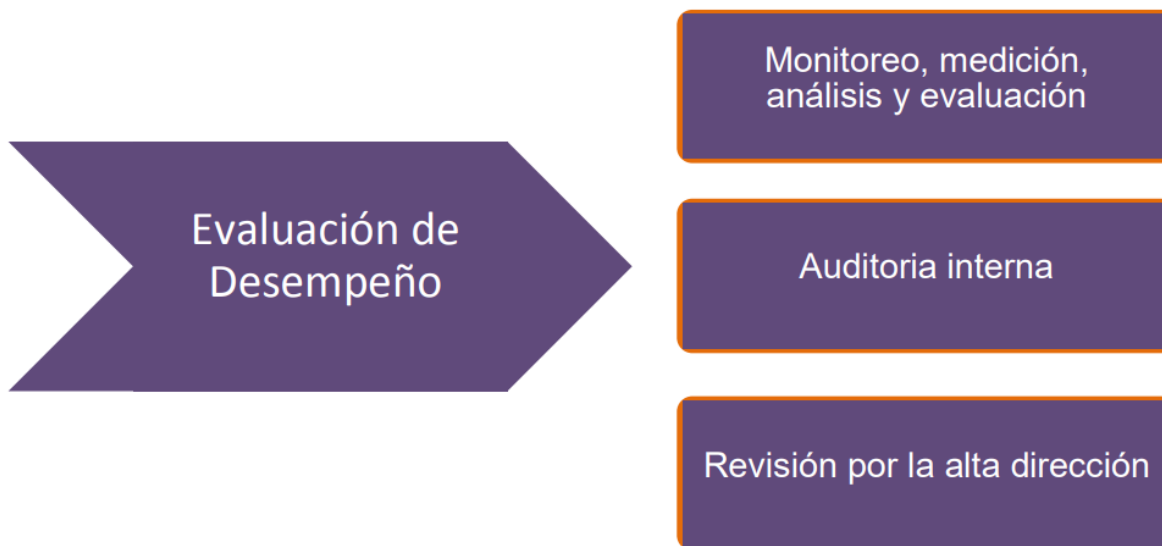 Evaluación de
Desempeño
Monitoreo, medición,
análisis y evaluación
Auditoria interna
Revisión por la alta dirección